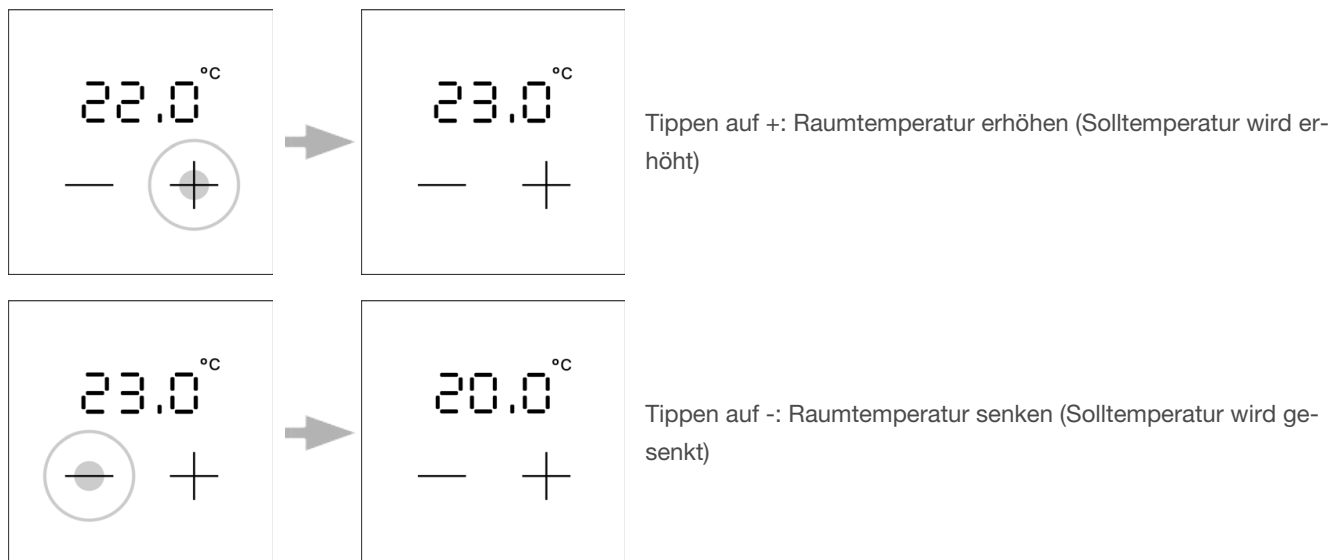 22.0 °C
− +
23.0 °C
− +
Tippen auf +: Raumtemperatur erhöhen (Solltemperatur wird er-
höht)
23.0 °C
− +
20.0 °C
− +
Tippen auf -: Raumtemperatur senken (Solltemperatur wird ge-
senkt)